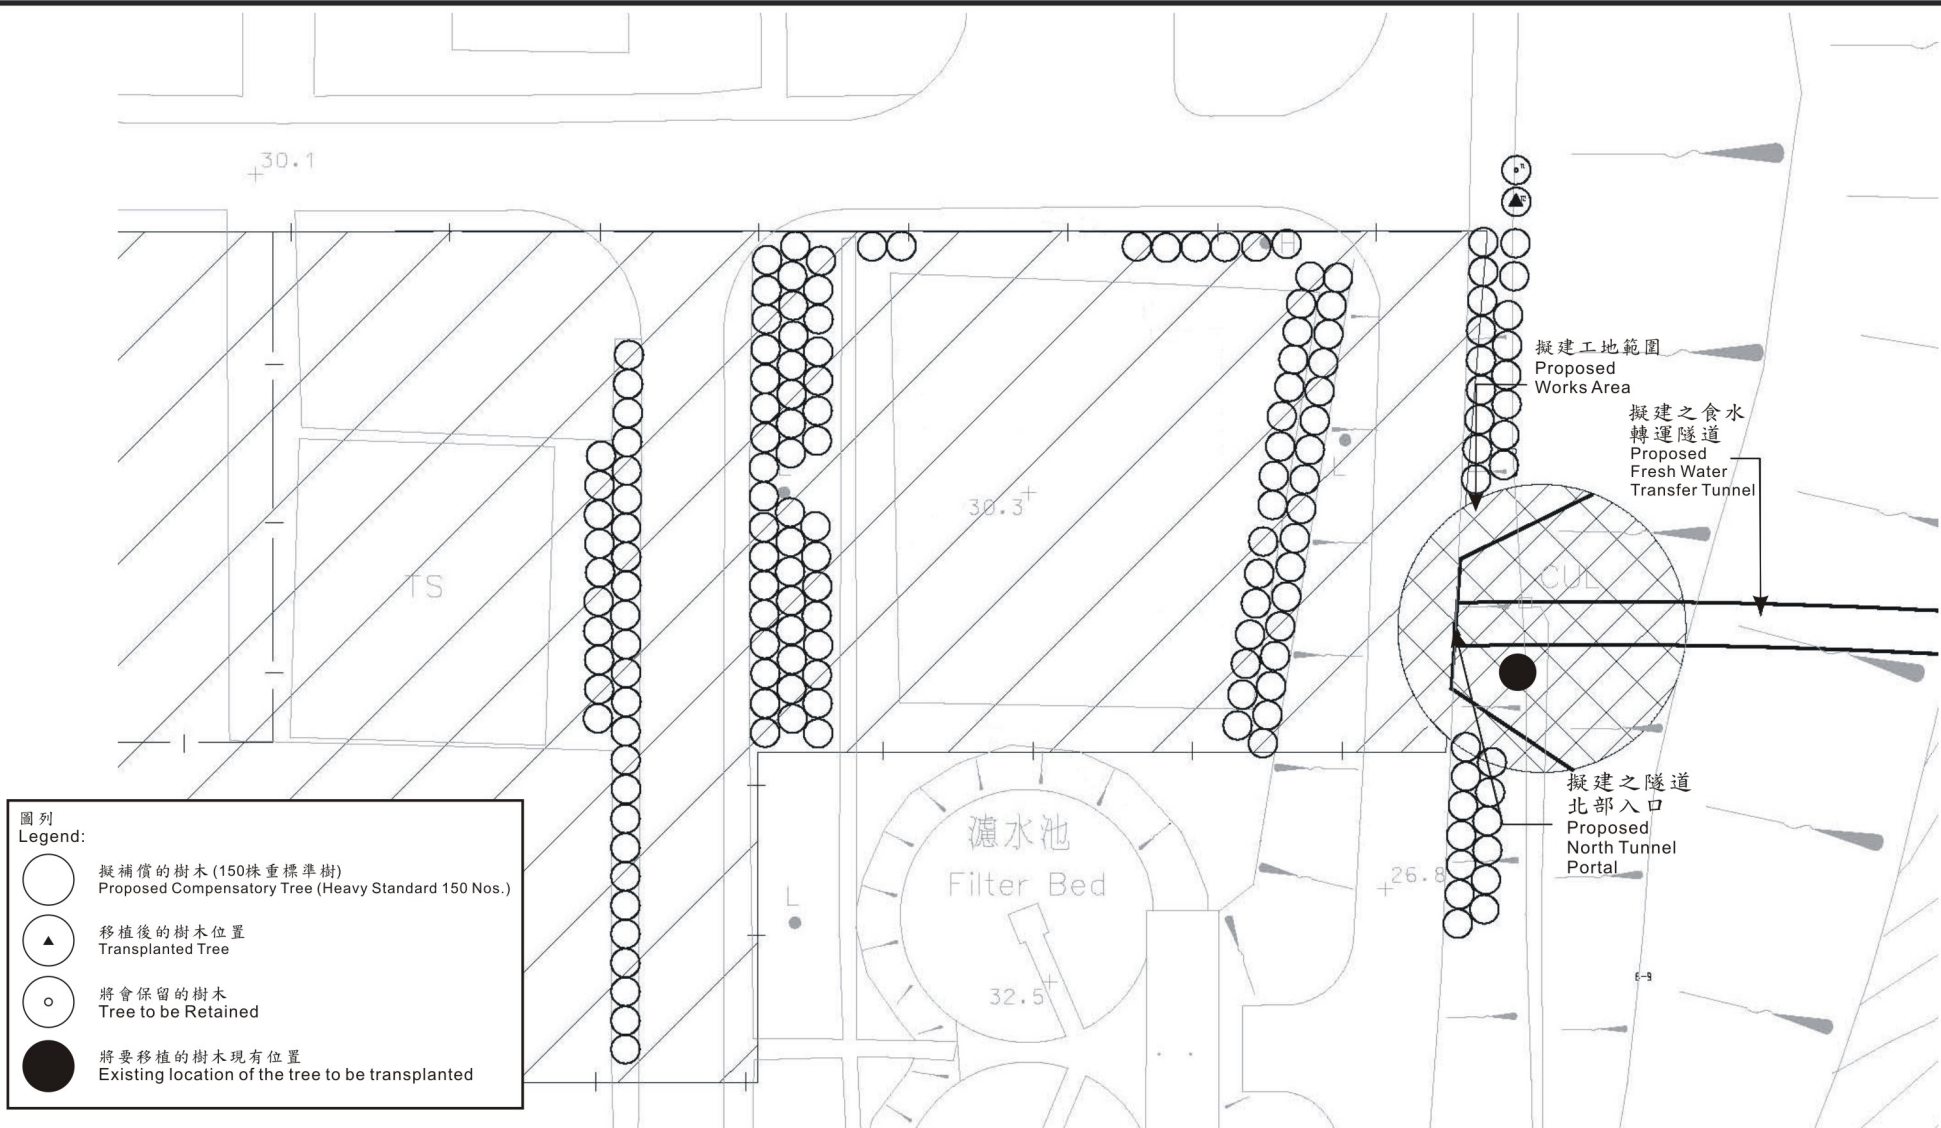 30.1
H
擬建工地範圍
Proposed
Works Area
擬建之食水
轉運隧道
Proposed
Fresh Water
Transfer Tunnel
L
30.3
TS
CUL
擬建之隧道
北部入口
Proposed
North Tunnel
Portal
濾水池
Filter Bed
26.8
L
32.5
圖列
Legend:
擬補償的樹木(150株重標準樹)
Proposed Compensatory Tree (Heavy Standard 150 Nos.)
移植後的樹木位置
Transplanted Tree
將會保留的樹木
Tree to be Retained
將要移植的樹木現有位置
Existing location of the tree to be transplanted